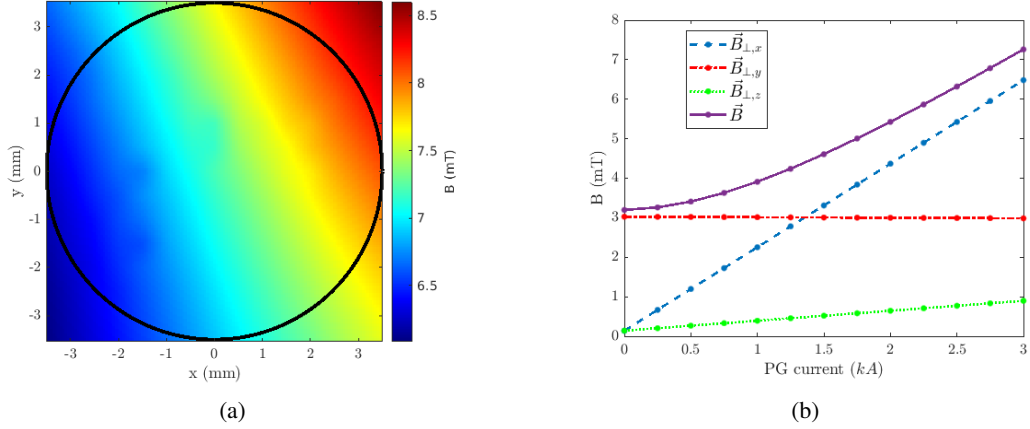 3
2
1
0
-1
-2
-3
y (mm)
-3 -2 -1 0 1 2 3
x (mm)
8.5
8
7.5
7
6.5
B (mT)
(a)
8
7
6
5
4
3
2
1
0
B (mT)
0 0.5 1 1.5 2 2.5 3
PG current (kA)
B⃗⊥,x
B⃗⊥,y
B⃗⊥,z
B⃗
(b)